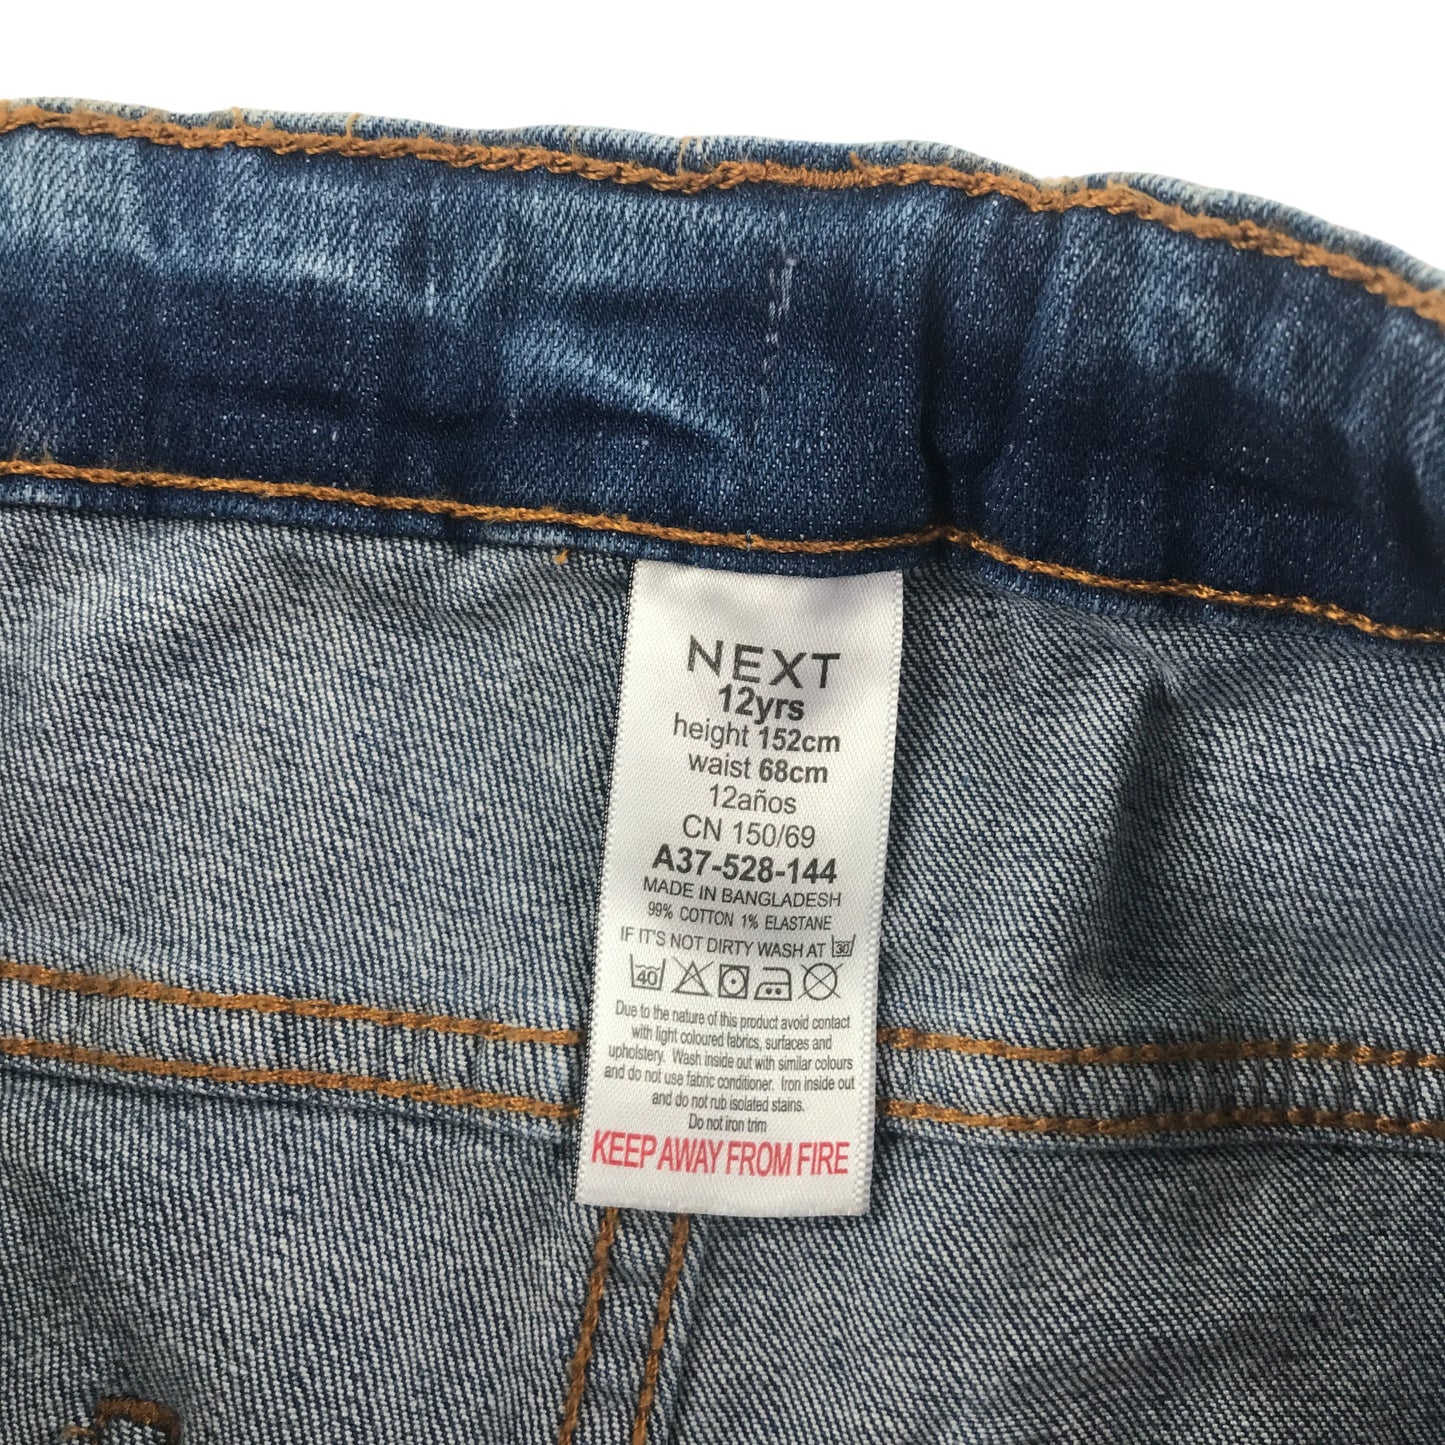 NEXT
12yrs
height 152cm
waist 68cm
12años
CN 150/69
A37-528-144
MADE IN BANGLADESH
99% COTTON 1% ELASTANE
IF IT'S NOT DIRTY WASH AT 30
40
Due to the nature of this product avoid contact
with light coloured fabrics, surfaces and
upholstery. Wash inside out with similar colours
and do not use fabric conditioner. Iron inside out
and do not rub isolated stains.
Do not iron trim
KEEP AWAY FROM FIRE